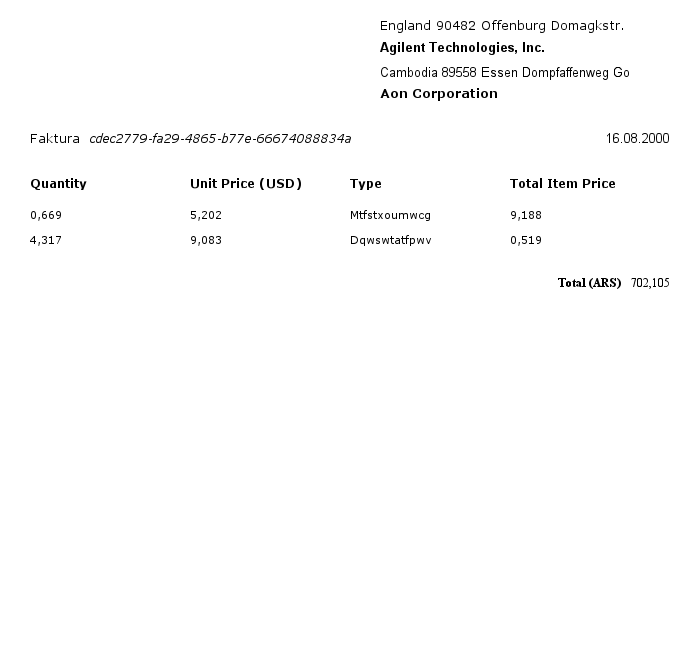 England 90482 Offenburg Domagkstr.
Agilent Technologies, Inc.
Cambodia 89558 Essen Dompfaffenweg Go
Aon Corporation
Faktura cdec2779-fa29-4865-b77e-66674088834a 16.08.2000
Quantity Unit Price (USD) Type Total Item Price
0,669 5,202 Mtfstxoumwcg 9,188
4,317 9,083 Dqwswtatfpwv 0,519
Total (ARS) 702,105